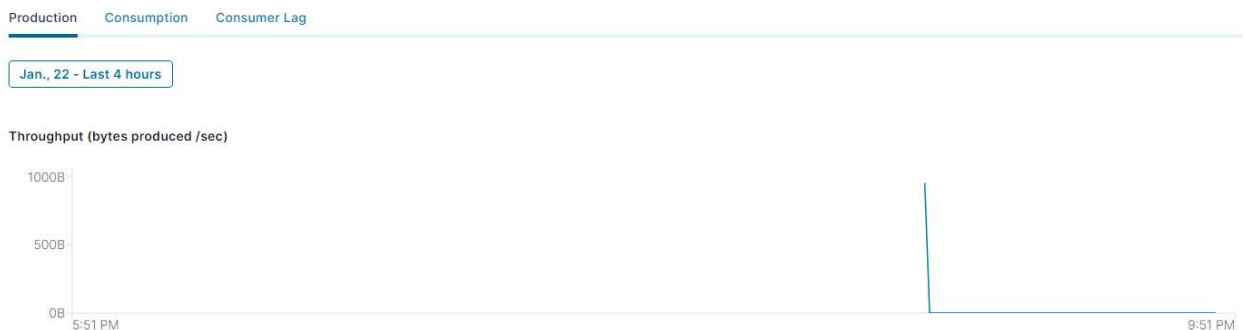 Production Consumption Consumer Lag
Jan., 22 - Last 4 hours
Throughput (bytes produced /sec)
1000B
500B
0B
5:51 PM 9:51 PM